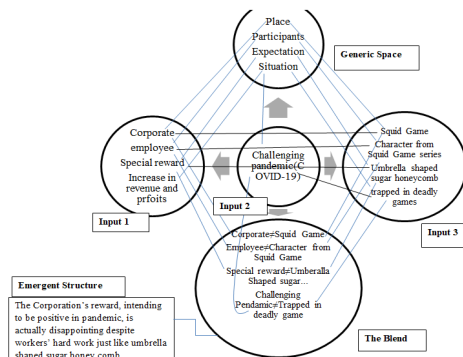 Place
Participants
Expectation
Situation
Generic Space
Corporate
employee
Special reward
Increase in
revenue and
prfoits
Input 1
Challenging
pandemic(C
OVID-19)
Input 2
Squid Game
Character from
Squid Game series
Umbrella shaped
sugar honeycomb
trapped in deadly
games
Input 3
Corporate≠Squid Game
Employee≠Character from
Squid Game
Special reward≠Umberalla
Shaped sugar...
Challenging
Pendamic≠Trapped in
deadly game
The Blend
Emergent Structure
The Corporation's reward, intending
to be positive in pandemic, is
actually disappointing despite
workers' hard work just like umbrella
shaped sugar honey comb